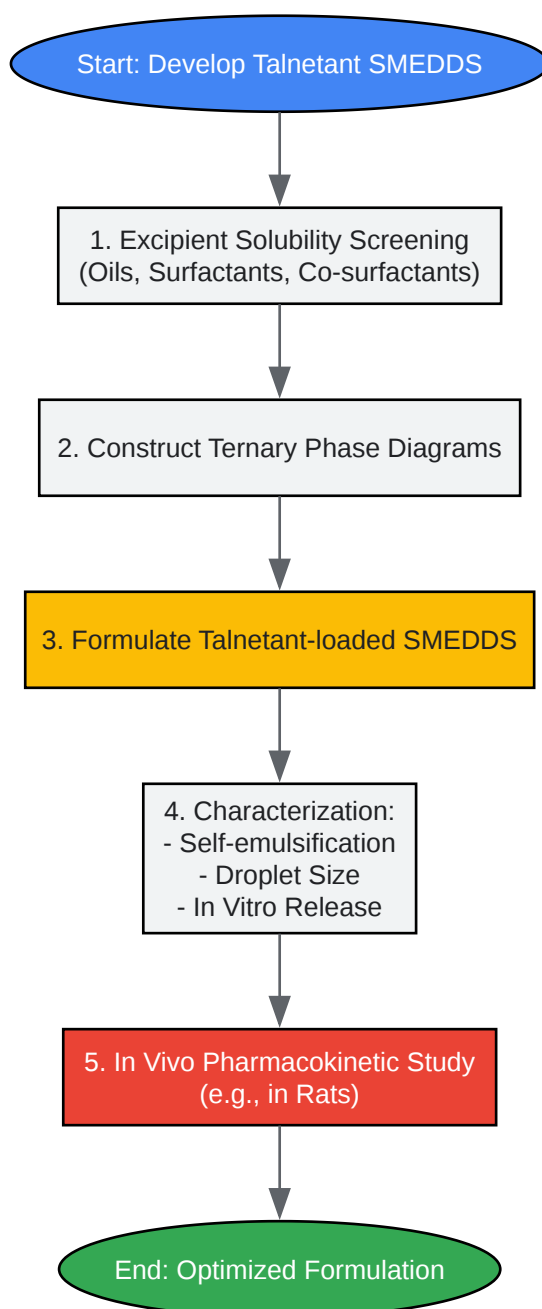 Start: Develop Talnetant SMEDDS
1. Excipient Solubility Screening
(Oils, Surfactants, Co-surfactants)
2. Construct Ternary Phase Diagrams
3. Formulate Talnetant-loaded SMEDDS
4. Characterization:
- Self-emulsification
- Droplet Size
- In Vitro Release
5. In Vivo Pharmacokinetic Study
(e.g., in Rats)
End: Optimized Formulation